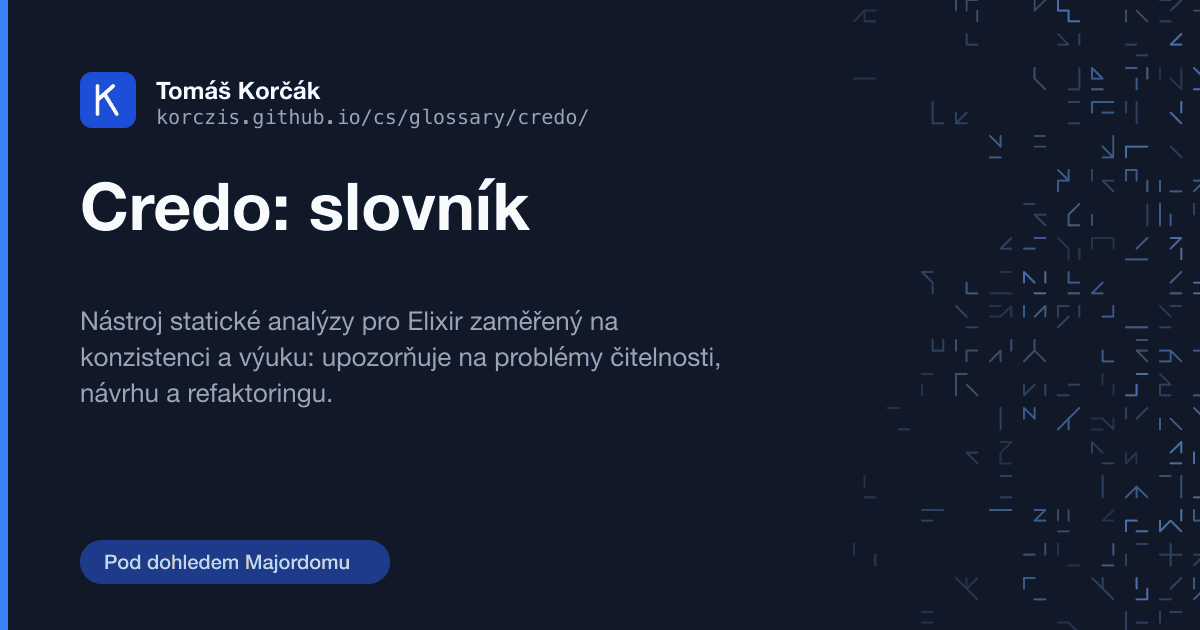 K
Tomáš Korčák
korczis.github.io/cs/glossary/credo/
Credo: slovník
Nástroj statické analýzy pro Elixir zaměřený na
konzistenci a výuku: upozorňuje na problémy čitelnosti,
návrhu a refaktoringu.
Pod dohledem Majordomu